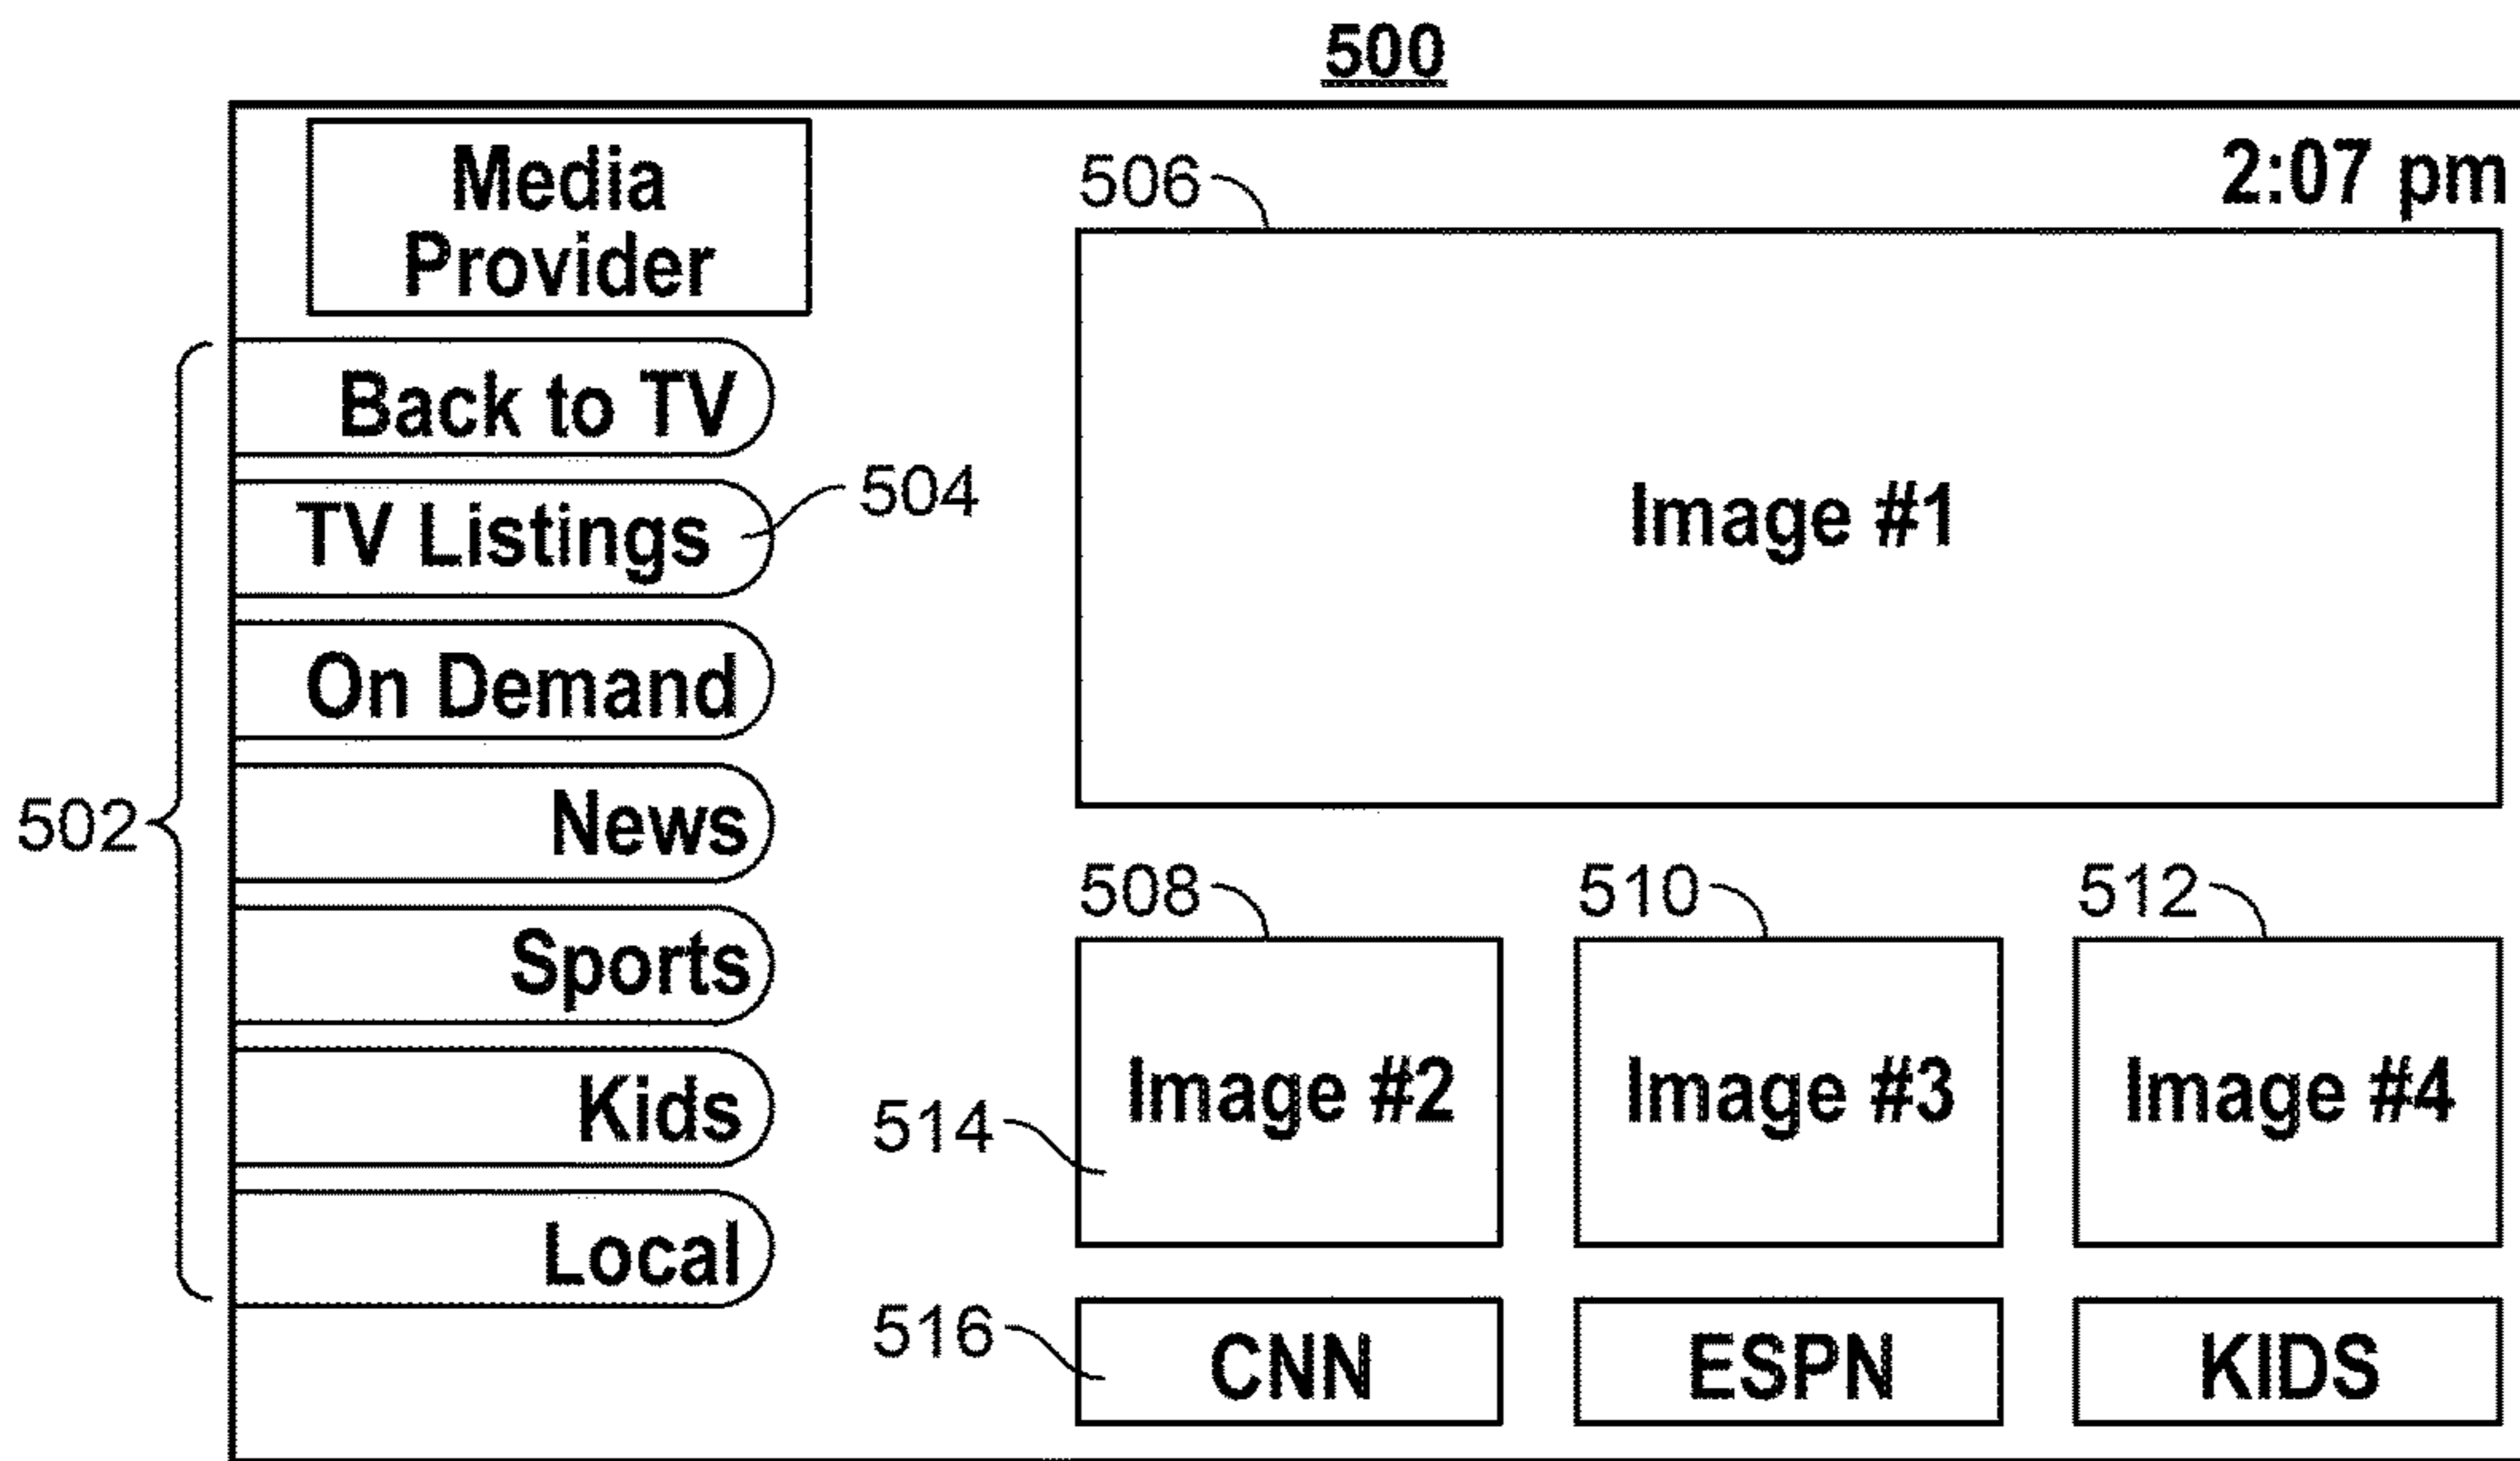 500
Media
Provider
2:07 pm
506
Back to TV
TV Listings
504
Image #1
On Demand
News
502
508
510
512
Sports
Kids
Image #2
Image #3
Image #4
514
Local
516
CNN
ESPN
KIDS